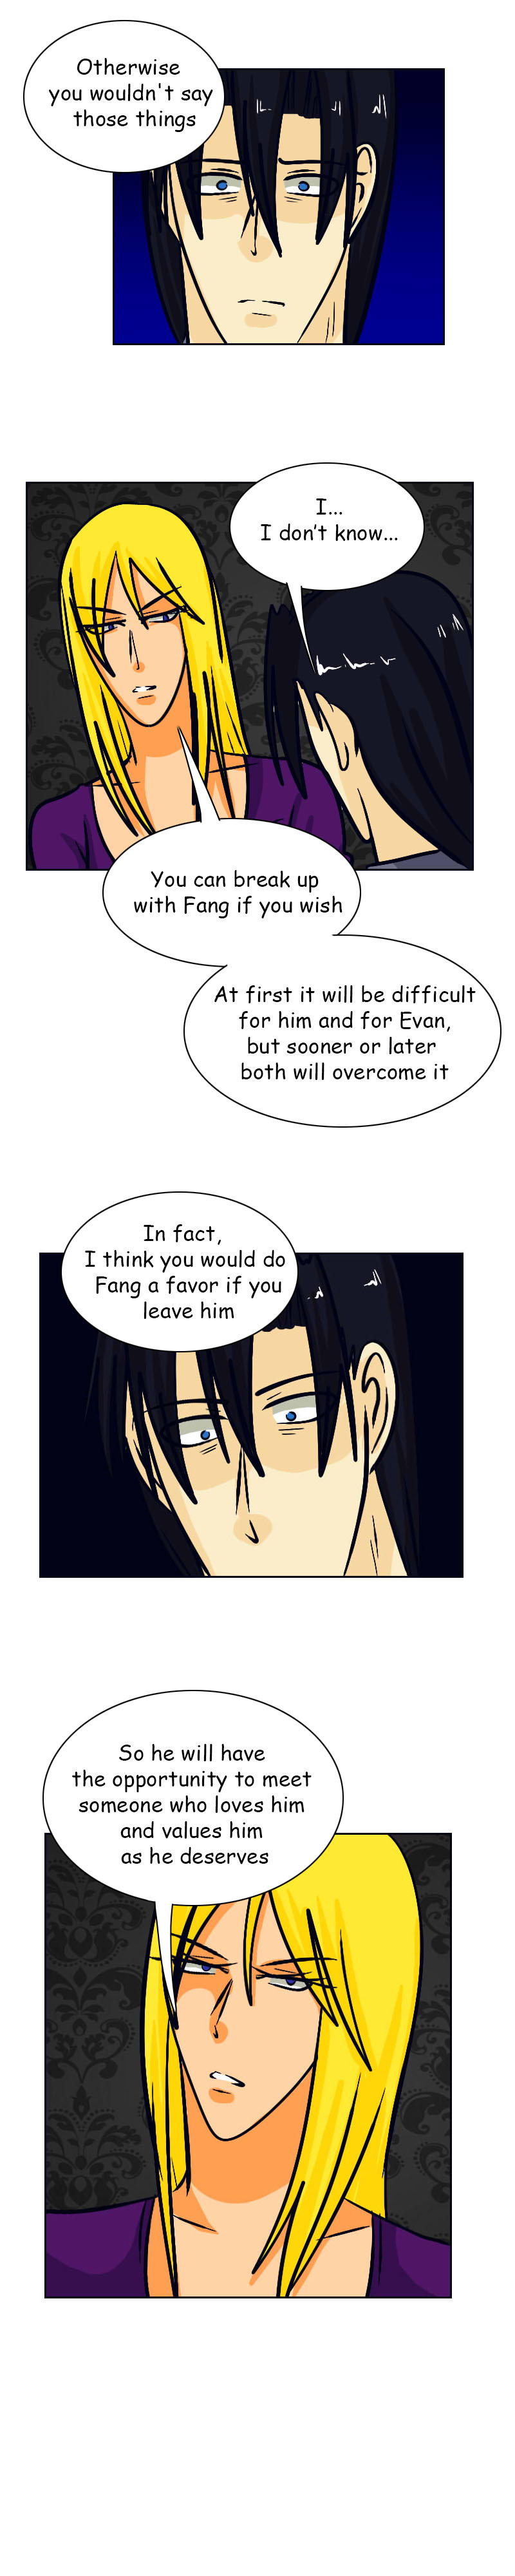 Otherwise
you wouldn't say
those things
I...
I don't know...
You can break up
with Fang if you wish
At first it will be difficult
for him and for Evan,
but sooner or later
both will overcome it
In fact,
I think you would do
Fang a favor if you
leave him
So he will have
the opportunity to meet
someone who loves him
and values him
as he deserves